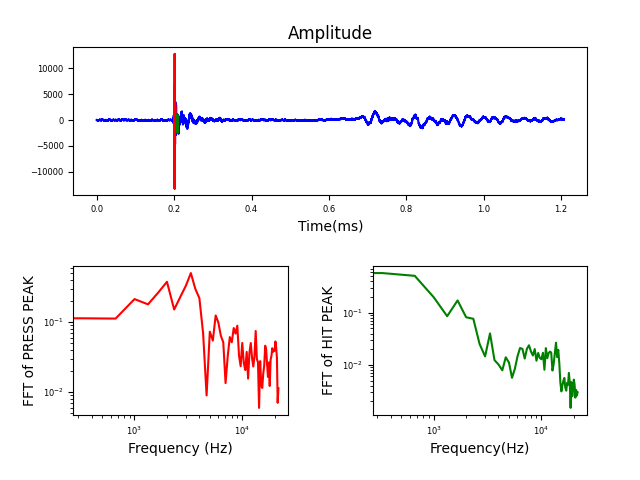 Amplitude
10000
5000
0
−5000
−10000
0.0 0.2 0.4 0.6 0.8 1.0 1.2
Time(ms)
FFT of PRESS PEAK
10⁻¹
10⁻²
10³ 10⁴
Frequency (Hz)
FFT of HIT PEAK
10⁻¹
10⁻²
10³ 10⁴
Frequency(Hz)